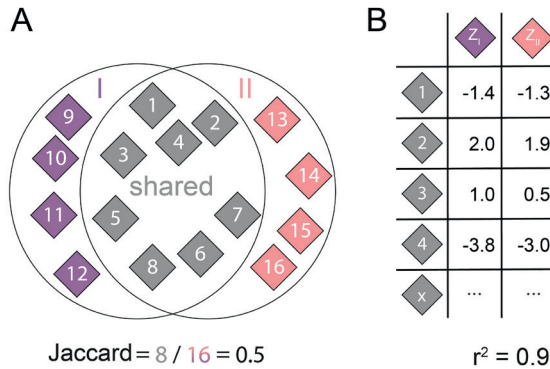 A
I II
9 1 2 13
10 3 4 14
shared
11 5 7 15
12 8 6 16
Jaccard = 8 / 16 = 0.5
B
Z_I Z_II
1 -1.4 -1.3
2 2.0 1.9
3 1.0 0.5
4 -3.8 -3.0
x ... ...
r² = 0.9